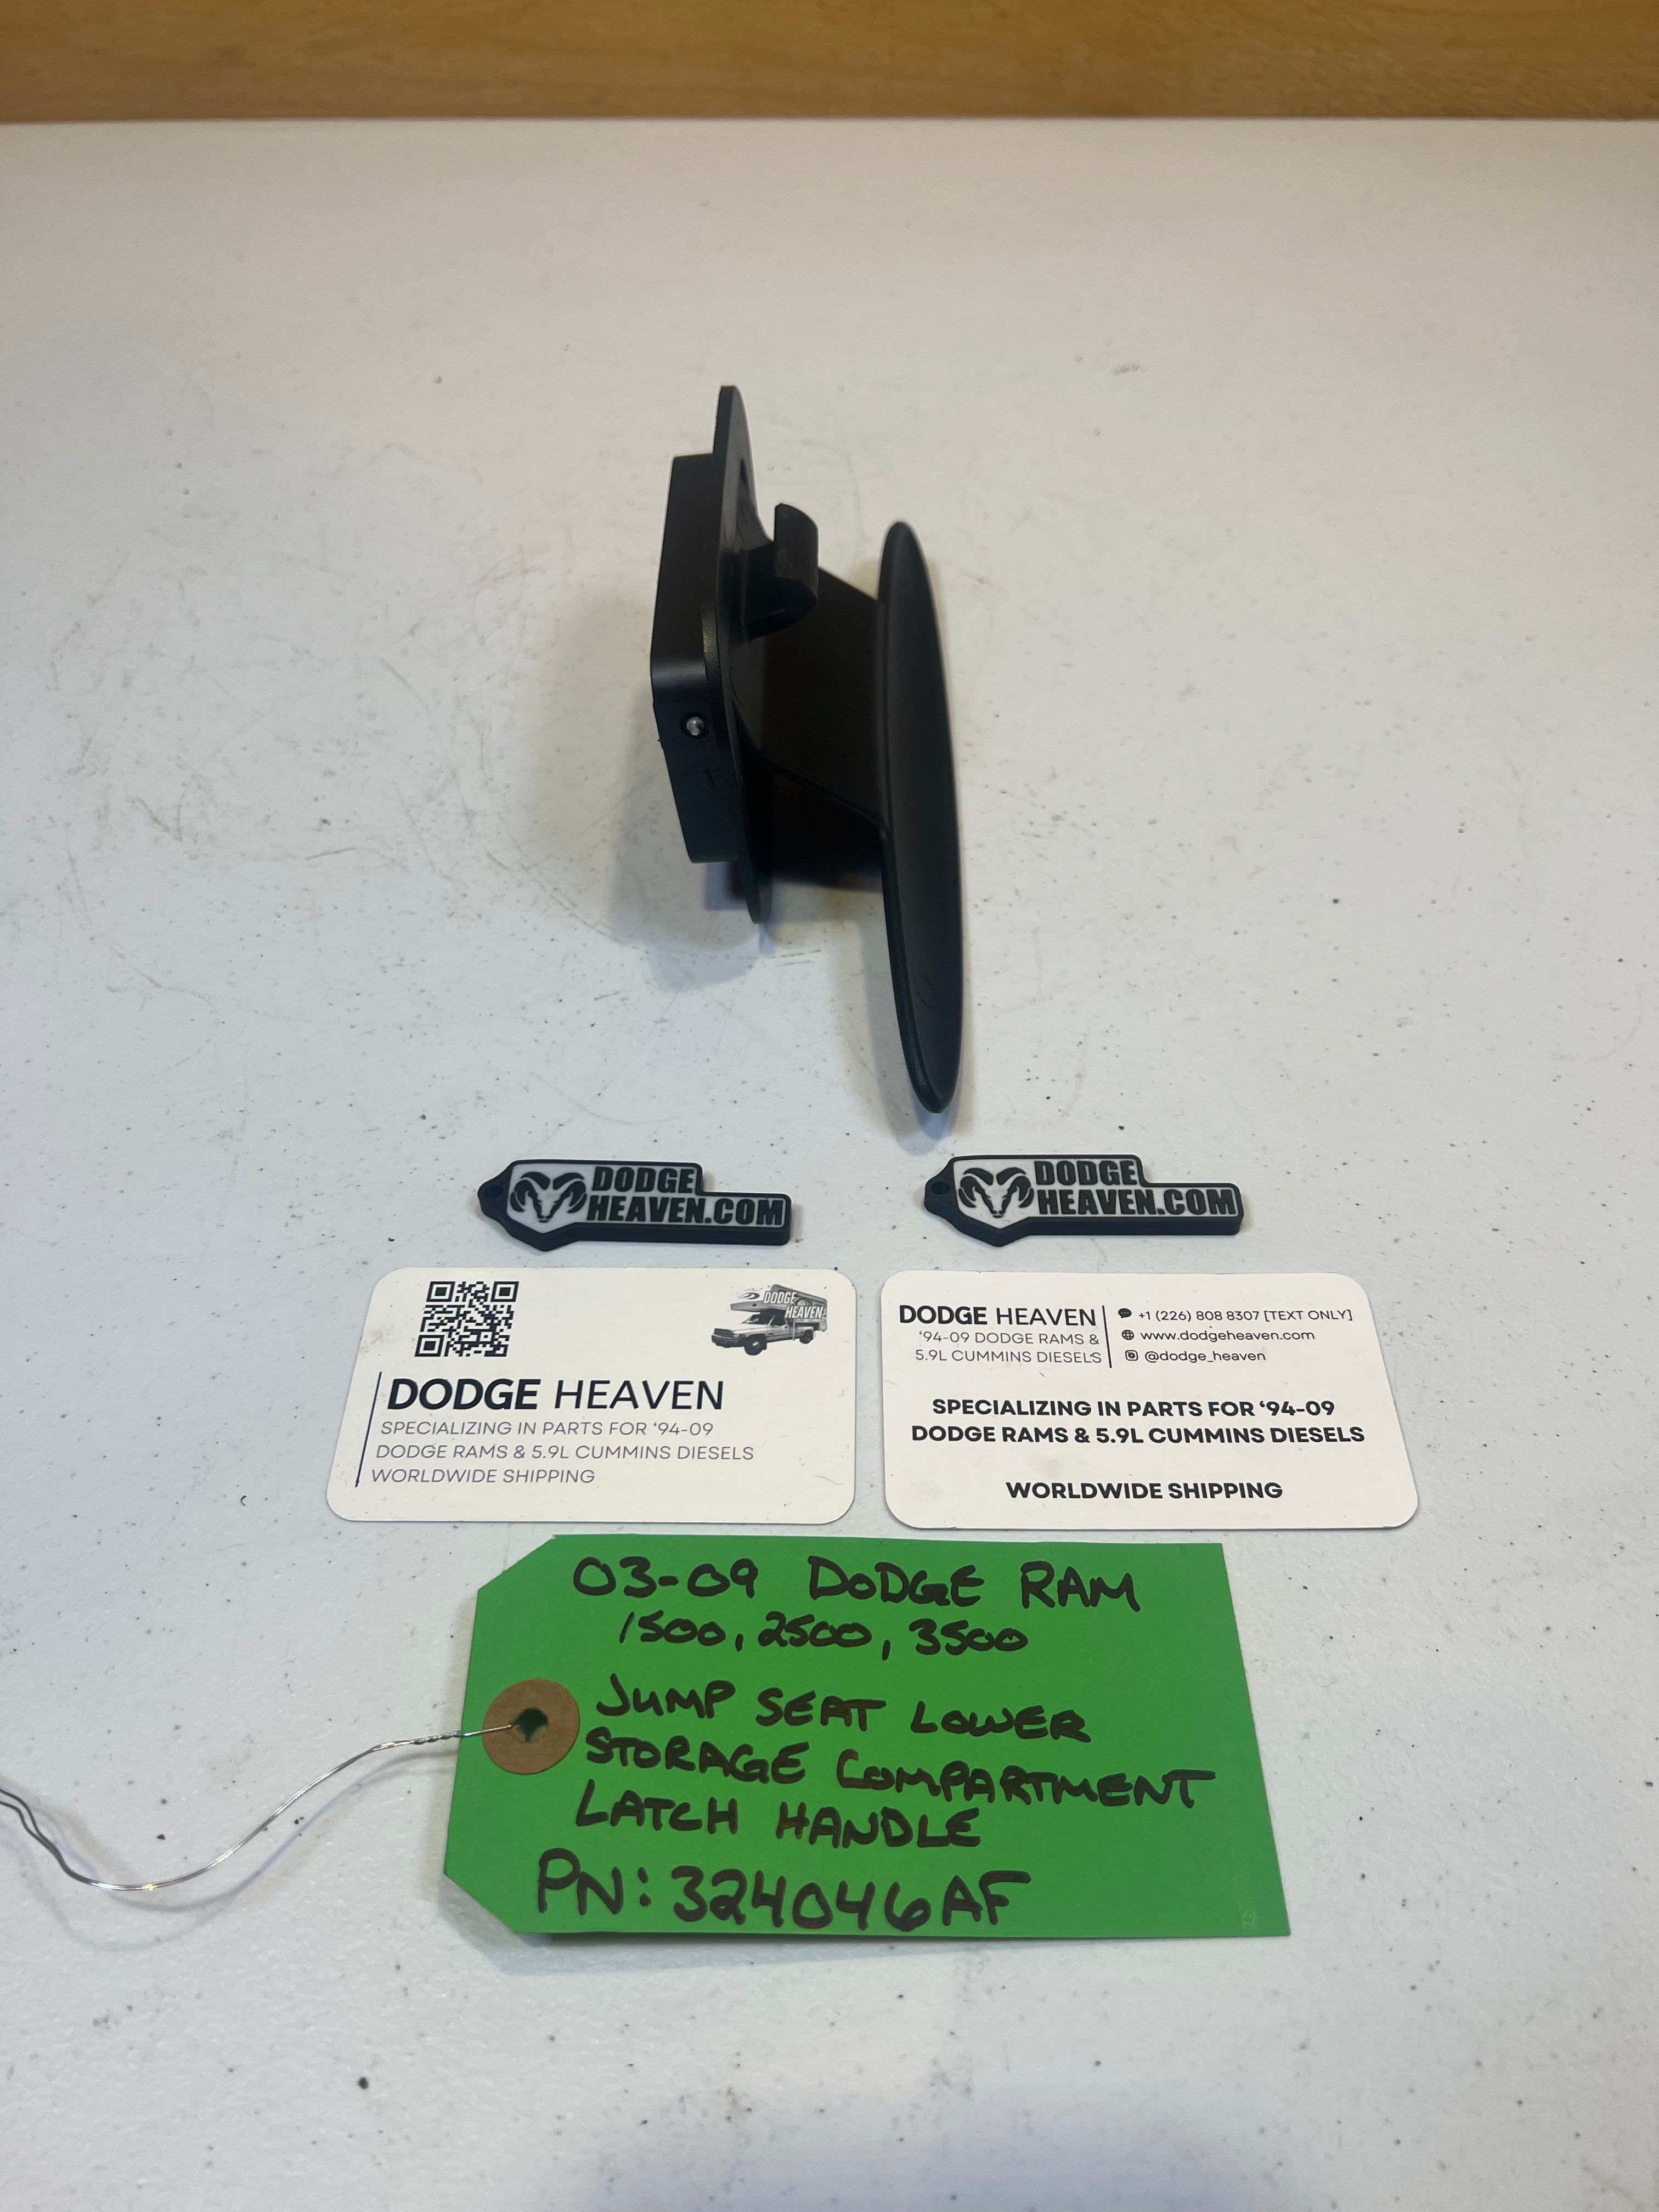 DODGE
HEAVEN.COM
DODGE
HEAVEN.COM
DODGE
HEAVEN
DODGE HEAVEN
SPECIALIZING IN PARTS FOR ‘94-09
DODGE RAMS & 5.9L CUMMINS DIESELS
WORLDWIDE SHIPPING
DODGE HEAVEN
‘94-09 DODGE RAMS &
5.9L CUMMINS DIESELS
+1 (226) 808 8307 [TEXT ONLY]
www.dodgeheaven.com
@dodge_heaven
SPECIALIZING IN PARTS FOR ‘94-09
DODGE RAMS & 5.9L CUMMINS DIESELS
WORLDWIDE SHIPPING
03-09 DODGE RAM
1500, 2500, 3500
JUMP SEAT LOWER
STORAGE COMPARTMENT
LATCH HANDLE
PN: 324046AF